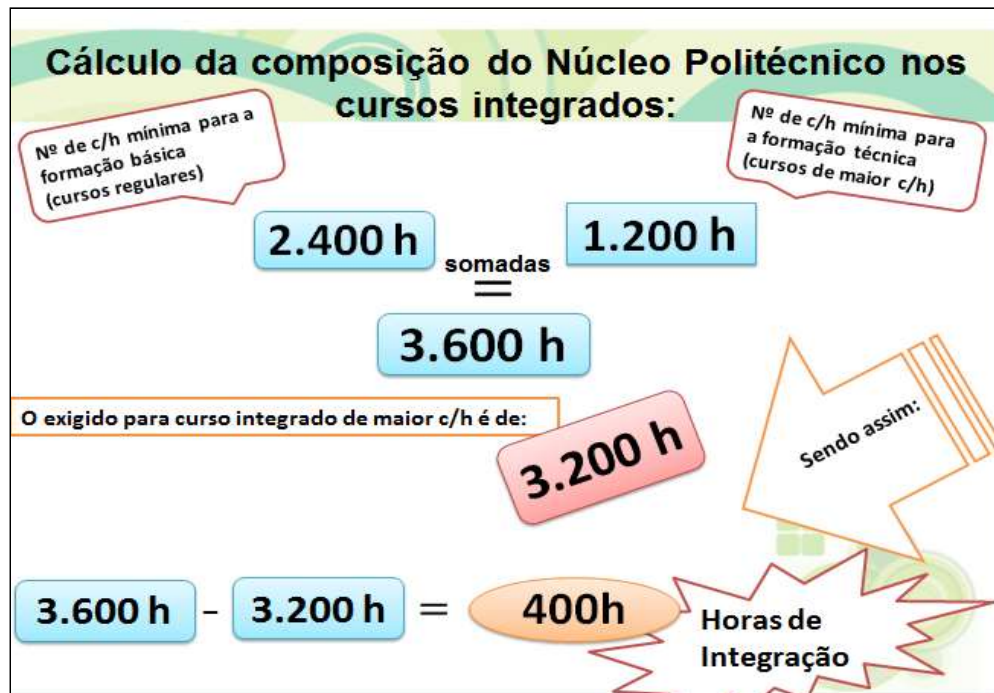 Cálculo da composição do Núcleo Politécnico nos
cursos integrados:
Nº de c/h mínima para a
formação básica
(cursos regulares)
Nº de c/h mínima para
a formação técnica
(cursos de maior c/h)
2.400 h
somadas
1.200 h
=
3.600 h
O exigido para curso integrado de maior c/h é de:
3.200 h
Sendo assim:
3.600 h - 3.200 h = 400h
Horas de
Integração